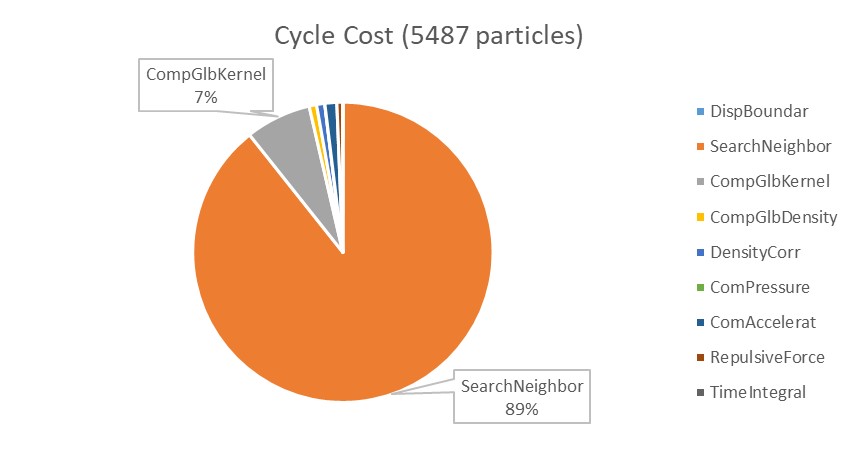 Cycle Cost (5487 particles)
CompGlbKernel
7%
SearchNeighbor
89%
DispBoundar
SearchNeighbor
CompGlbKernel
CompGlbDensity
DensityCorr
ComPressure
ComAccelerat
RepulsiveForce
TimeIntegral